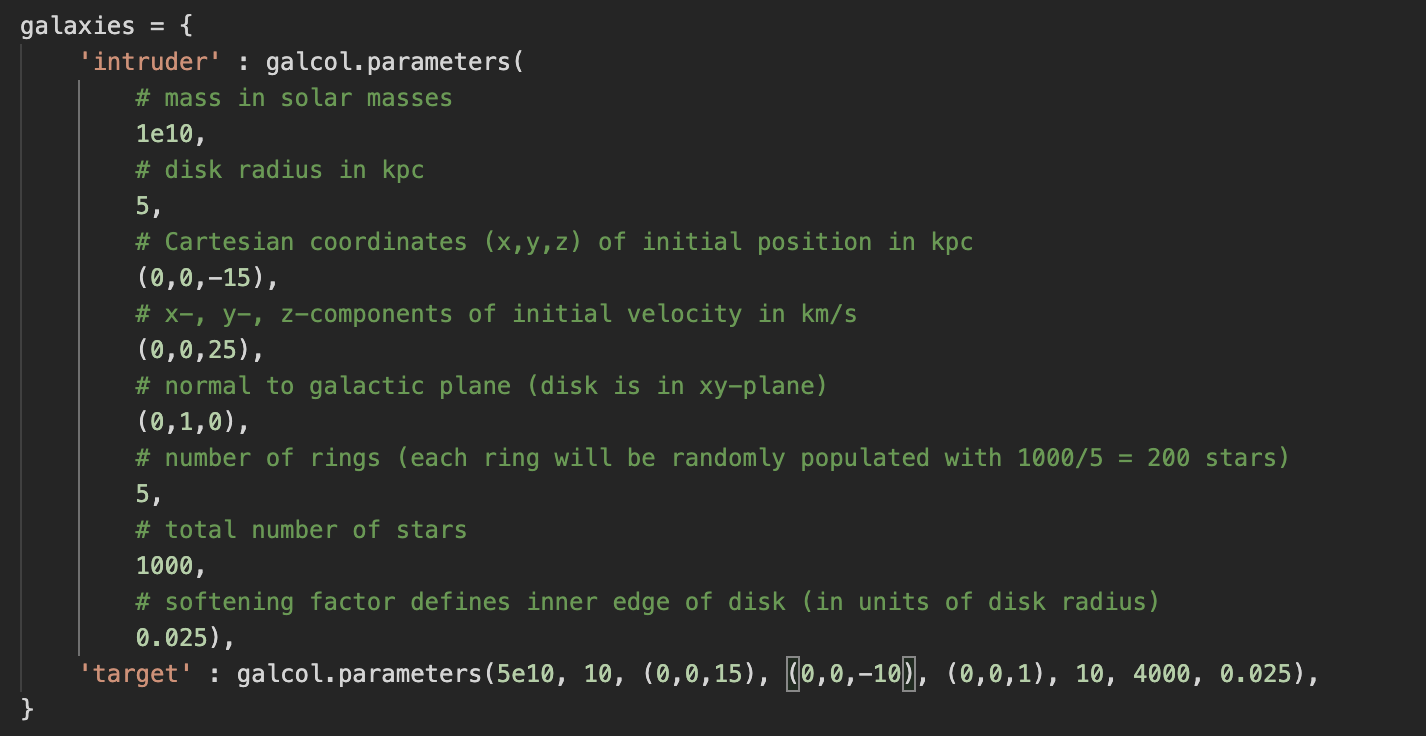 galaxies = {
    'intruder' : galcol.parameters(
        # mass in solar masses
        1e10,
        # disk radius in kpc
        5,
        # Cartesian coordinates (x,y,z) of initial position in kpc
        (0,0,-15),
        # x-, y-, z-components of initial velocity in km/s
        (0,0,25),
        # normal to galactic plane (disk is in xy-plane)
        (0,1,0),
        # number of rings (each ring will be randomly populated with 1000/5 = 200 stars)
        5,
        # total number of stars
        1000,
        # softening factor defines inner edge of disk (in units of disk radius)
        0.025),
    'target' : galcol.parameters(5e10, 10, (0,0,15), (0,0,-10), (0,0,1), 10, 4000, 0.025),
}